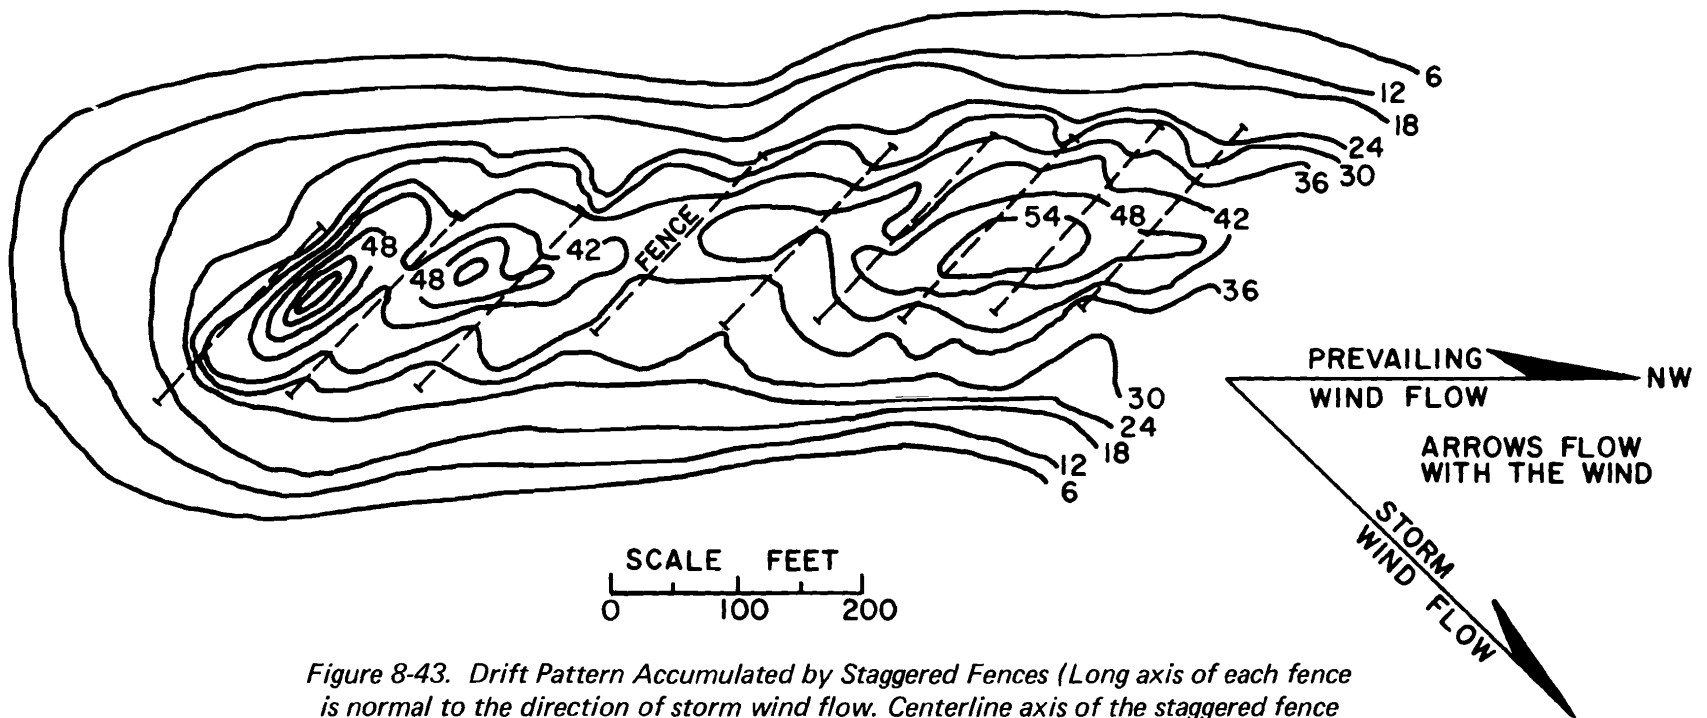 6
12
18
24
36 30
54 48 42
48 42
FENCE
48
36
PREVAILING
WIND FLOW
NW
30
24
18
12
6
ARROWS FLOW
WITH THE WIND
STORM
WIND FLOW
SCALE FEET
0 100 200
Figure 8-43. Drift Pattern Accumulated by Staggered Fences (Long axis of each fence
is normal to the direction of storm wind flow. Centerline axis of the staggered fence